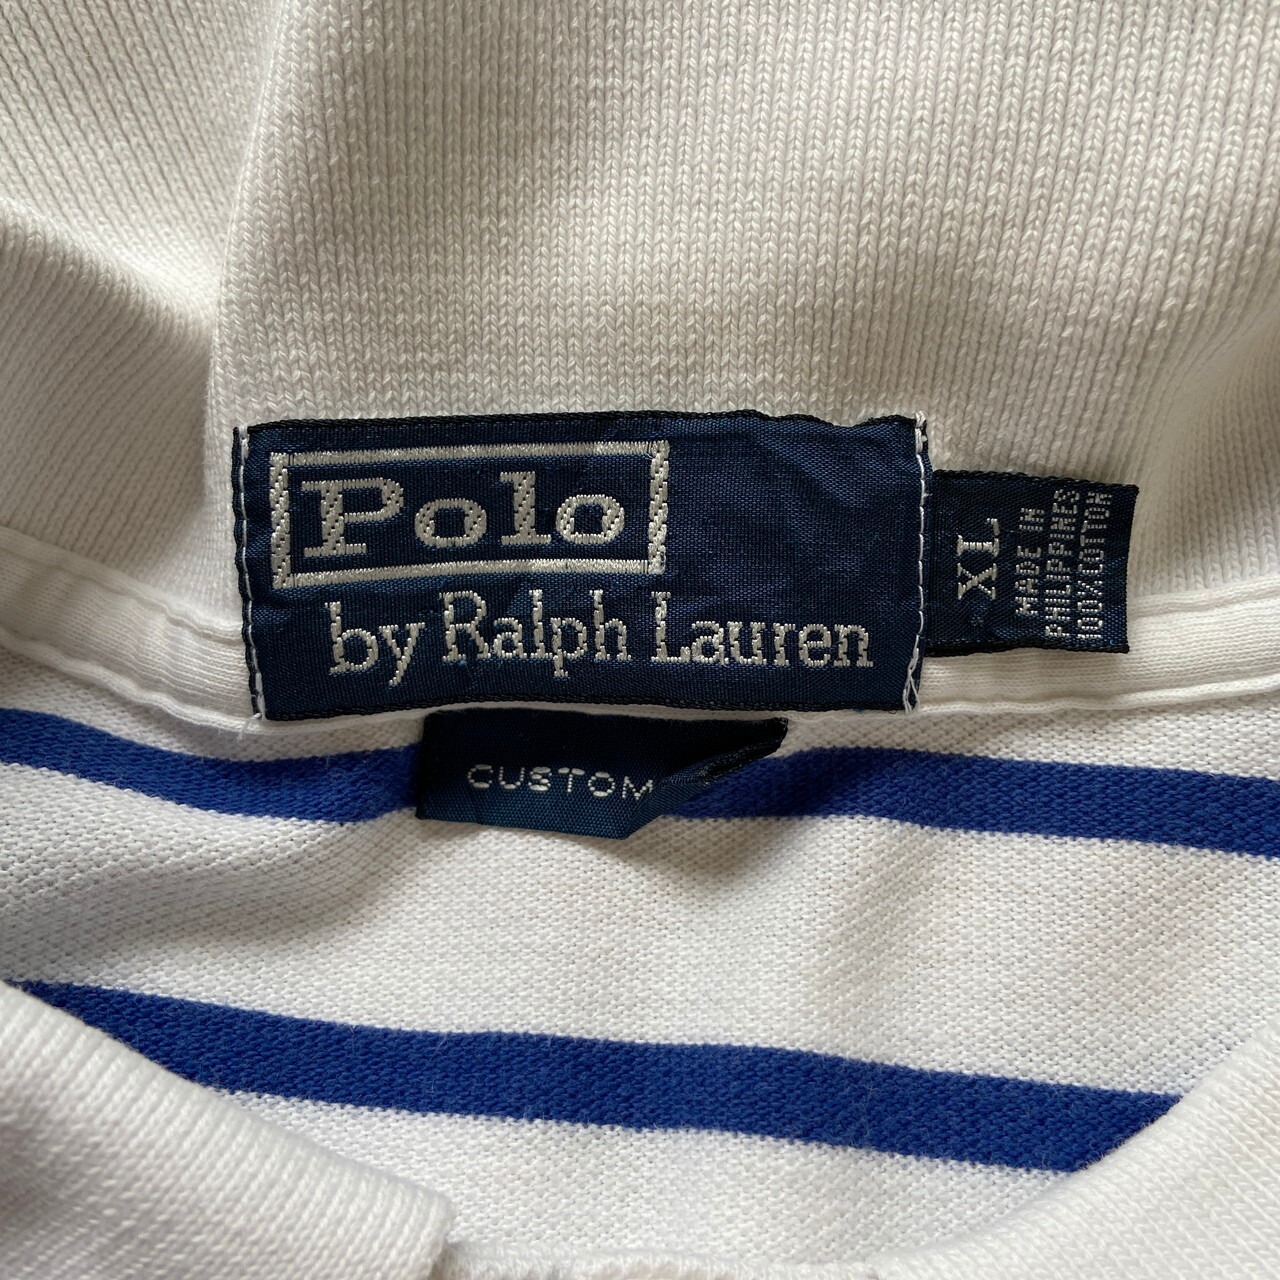 Polo
by Ralph Lauren
XL
MADE IN
PHILIPPINES
100% COTTON
CUSTOM